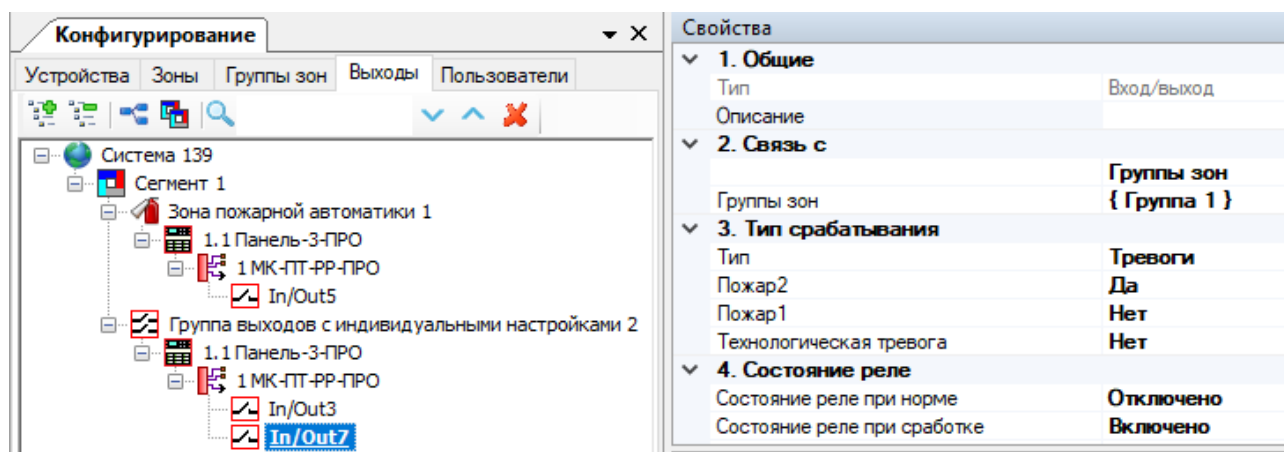 Конфигурирование
Устройства Зоны Группы зон Выходы Пользователи
Система 139
Сегмент 1
Зона пожарной автоматики 1
1.1 Панель-3-ПРО
1 МК-ПТ-РР-ПРО
In/Out5
Группа выходов с индивидуальными настройками 2
1.1 Панель-3-ПРО
1 МК-ПТ-РР-ПРО
In/Out3
In/Out7
Свойства
1. Общие
Тип Вход/выход
Описание
2. Связь с
Группы зон
Группы зон { Группа 1 }
3. Тип срабатывания
Тип Тревоги
Пожар2 Да
Пожар1 Нет
Технологическая тревога Нет
4. Состояние реле
Состояние реле при норме Отключено
Состояние реле при сработке Включено